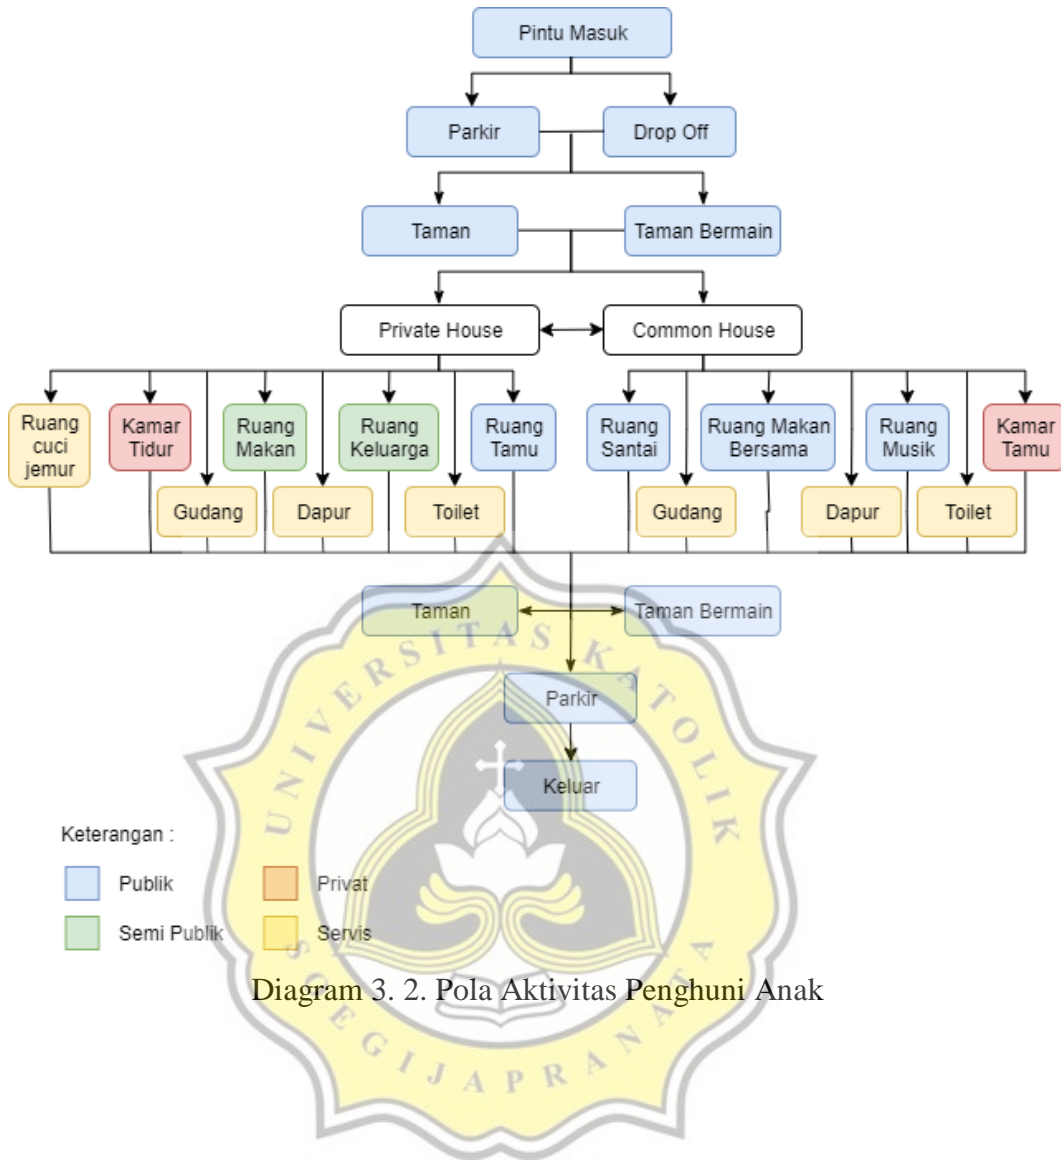 Pintu Masuk
Parkir
Drop Off
Taman
Taman Bermain
Private House
Common House
Ruang
cuci
jemur
Kamar
Tidur
Ruang
Makan
Ruang
Keluarga
Ruang
Tamu
Ruang
Santai
Ruang Makan
Bersama
Ruang
Musik
Kamar
Tamu
Gudang
Dapur
Toilet
Gudang
Dapur
Toilet
Taman
Taman Bermain
Parkir
Keluar
Keterangan :
Publik
Privat
Semi Publik
Servis
Diagram 3. 2. Pola Aktivitas Penghuni Anak
UNIVERSITAS KATOLIK
SOEGIJAPRANATA